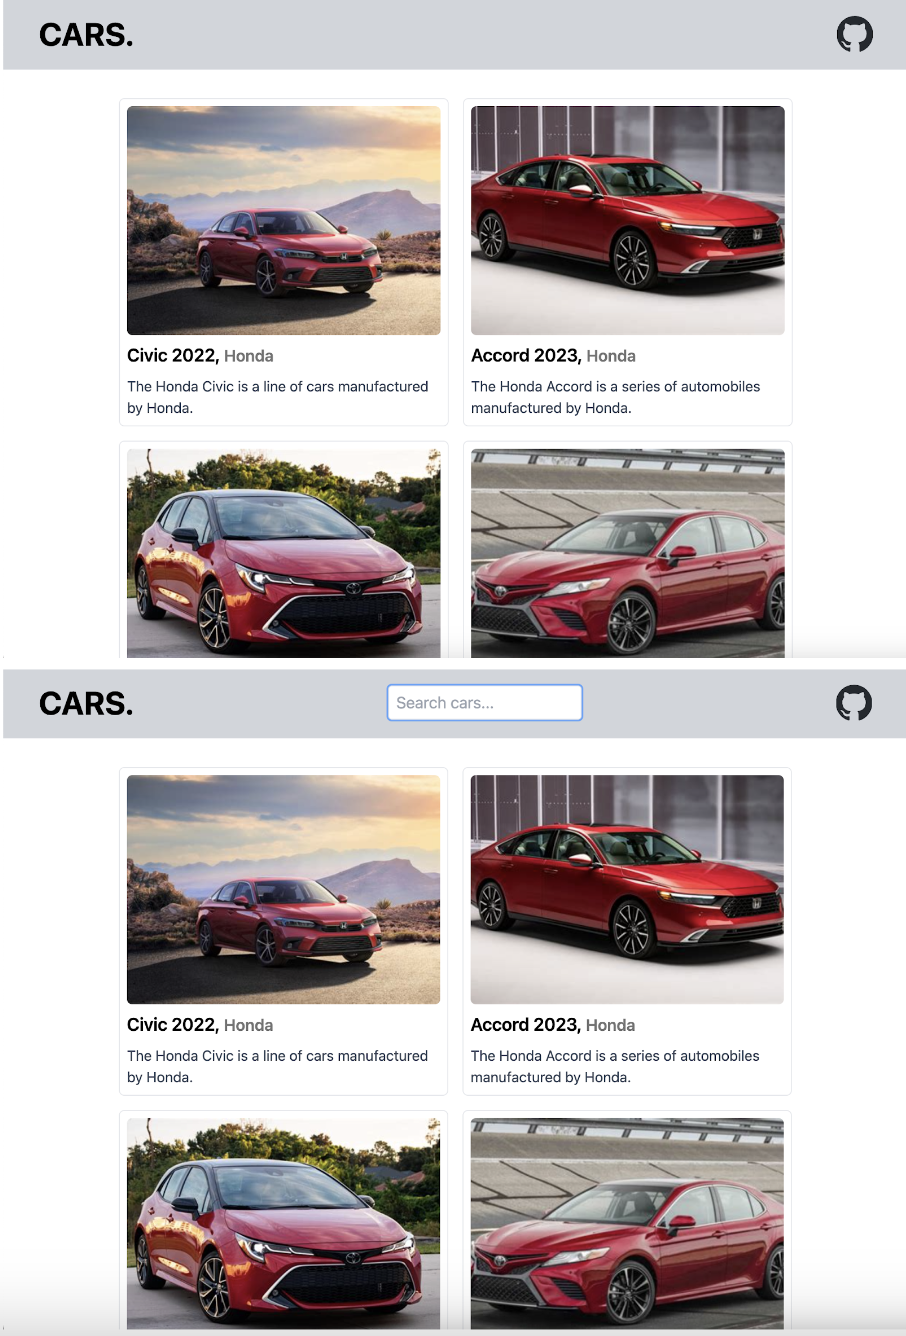 CARS.
Civic 2022, Honda
The Honda Civic is a line of cars manufactured
by Honda.
Accord 2023, Honda
The Honda Accord is a series of automobiles
manufactured by Honda.
CARS.
Search cars...
Civic 2022, Honda
The Honda Civic is a line of cars manufactured
by Honda.
Accord 2023, Honda
The Honda Accord is a series of automobiles
manufactured by Honda.